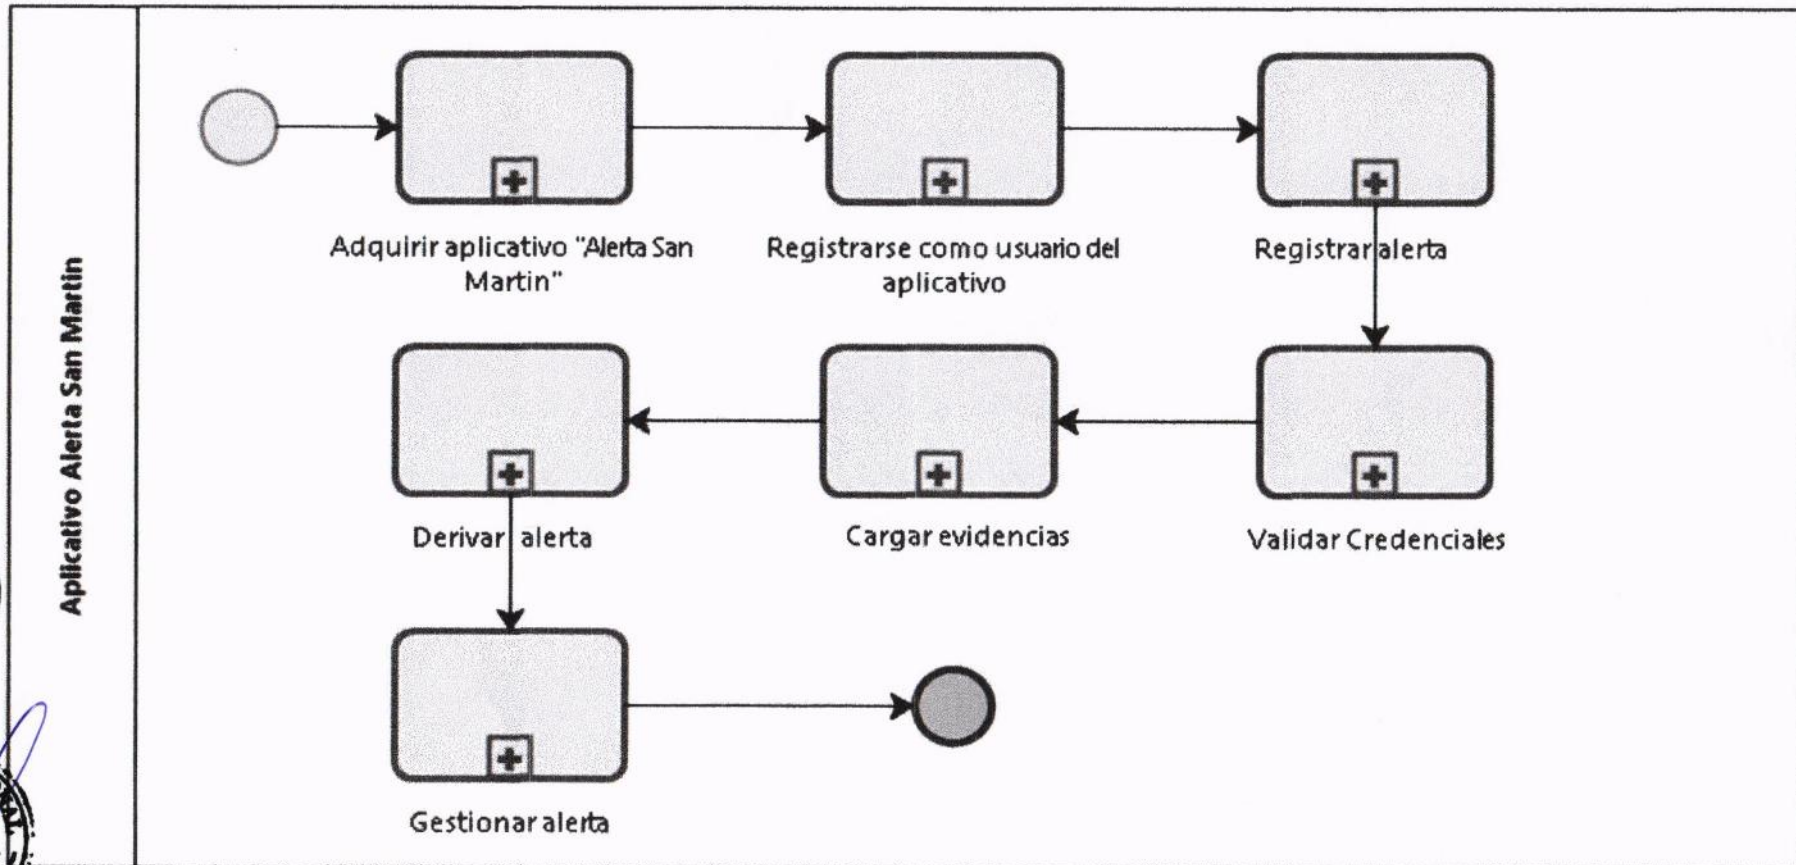 Aplicativo Alerta San Martin
Adquirir aplicativo "Alerta San
Martin"
Registrarse como usuario del
aplicativo
Registrar alerta
Derivar alerta
Cargar evidencias
Validar Credenciales
Gestionar alerta